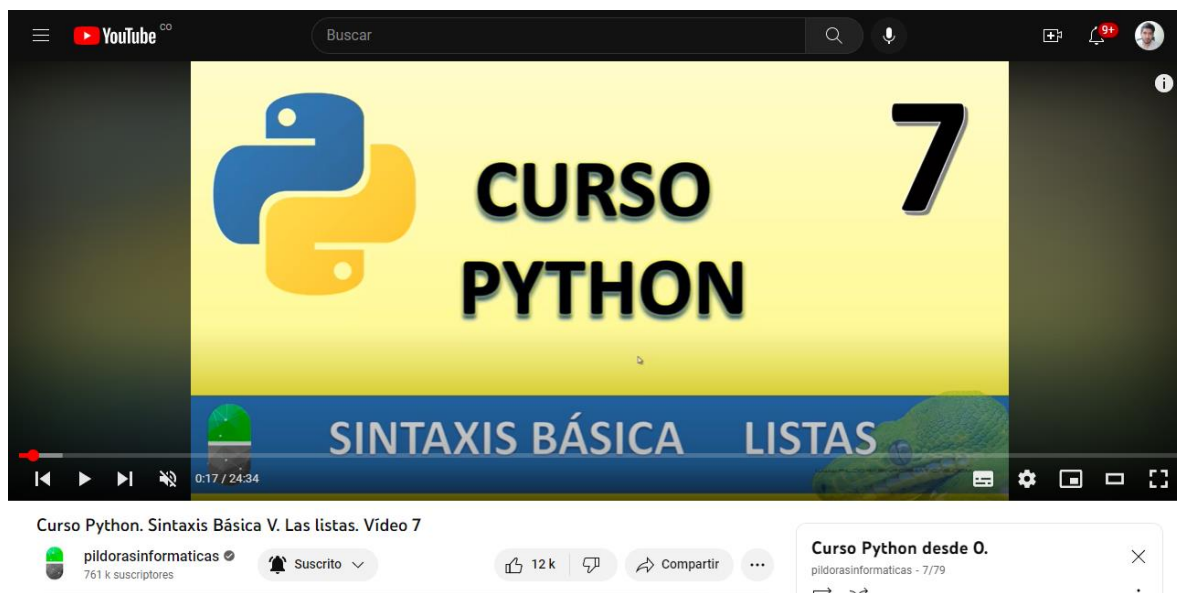 YouTube CO
Buscar
9+
7
CURSO
PYTHON
SINTAXIS BÁSICA LISTAS
0:17 / 24:34
Curso Python. Sintaxis Básica V. Las listas. Vídeo 7
pildorasinformaticas
761 k suscriptores
Suscrito
12 k
Compartir
Curso Python desde 0.
pildorasinformaticas - 7/79